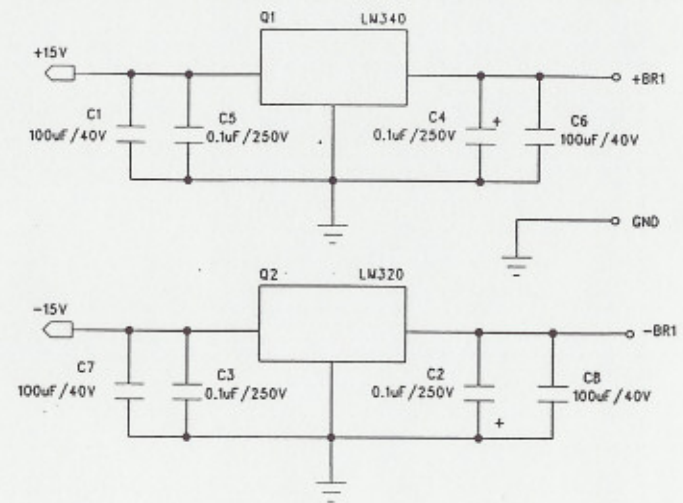 Q1 LM340
+15V
+BR1
C1
100uF/40V
C5
0.1uF/250V
C4
0.1uF/250V
+
C6
100uF/40V
GND
Q2 LM320
-15V
-BR1
C7
100uF/40V
C3
0.1uF/250V
C2
0.1uF/250V
+
C8
100uF/40V